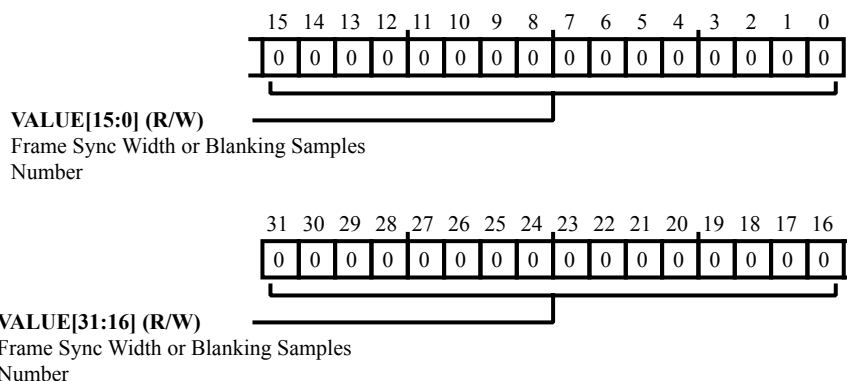 15 14 13 12 11 10 9 8 7 6 5 4 3 2 1 0
0 0 0 0 0 0 0 0 0 0 0 0 0 0 0 0
VALUE[15:0] (R/W)
Frame Sync Width or Blanking Samples
Number
31 30 29 28 27 26 25 24 23 22 21 20 19 18 17 16
0 0 0 0 0 0 0 0 0 0 0 0 0 0 0 0
VALUE[31:16] (R/W)
Frame Sync Width or Blanking Samples
Number